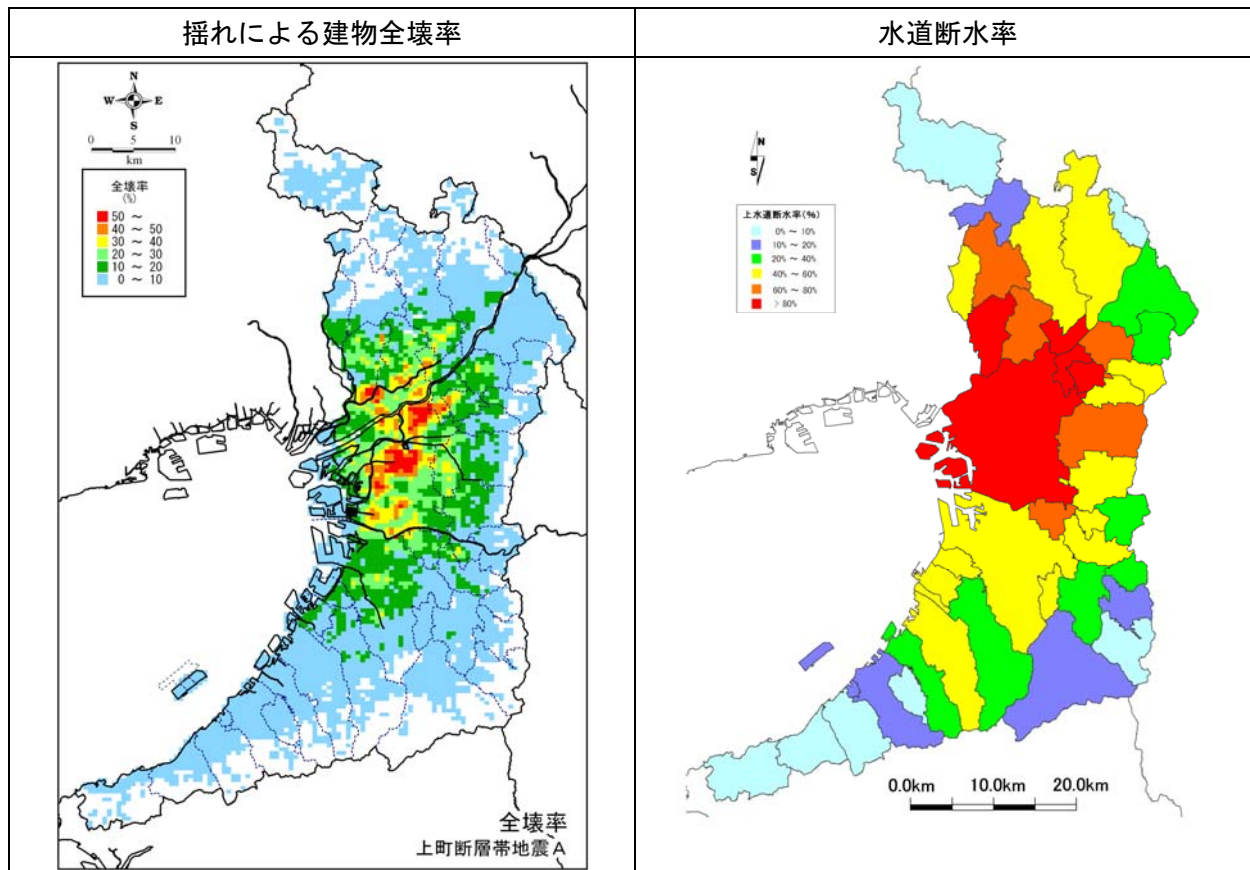 揺れによる建物全壊率
水道断水率
N
W E
S
0 5 10
km
全壊率
(%)
50 ～
40 ～ 50
30 ～ 40
20 ～ 30
10 ～ 20
0 ～ 10
全壊率
上町断層帯地震A
N
S
上水道断水率(%)
0% ～ 10%
10% ～ 20%
20% ～ 40%
40% ～ 60%
60% ～ 80%
> 80%
0.0km 10.0km 20.0km